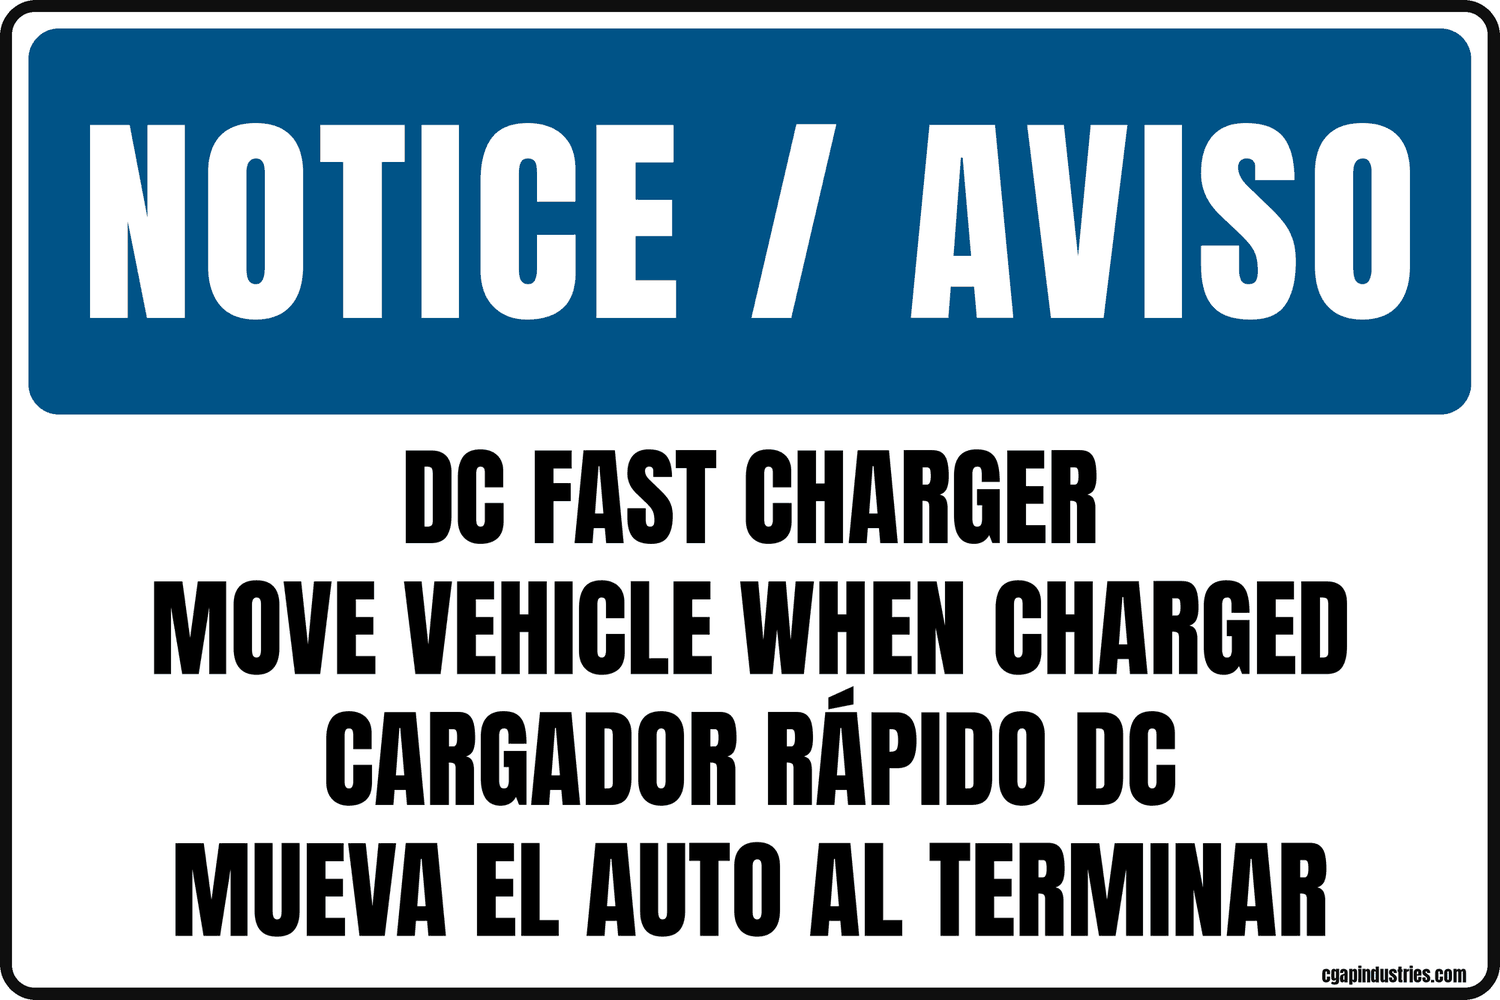 NOTICE / AVISO
DC FAST CHARGER
MOVE VEHICLE WHEN CHARGED
CARGADOR RÁPIDO DC
MUEVA EL AUTO AL TERMINAR
cgapindustries.com